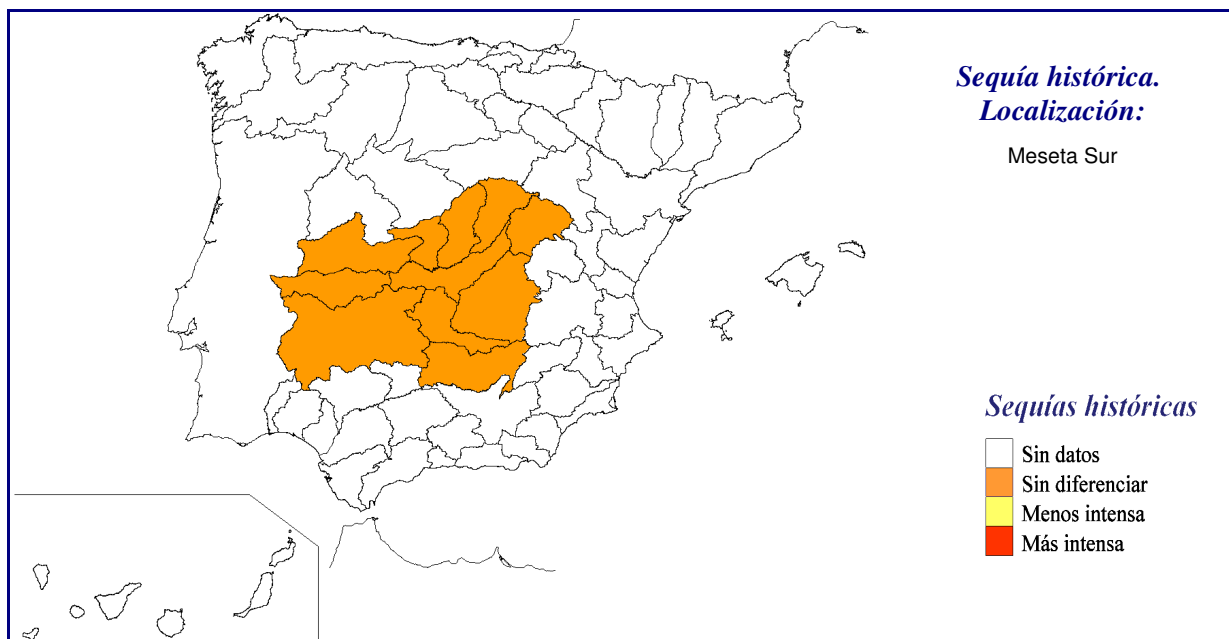 Sequía histórica.
Localización:
Meseta Sur
Sequías históricas
Sin datos
Sin diferenciar
Menos intensa
Más intensa